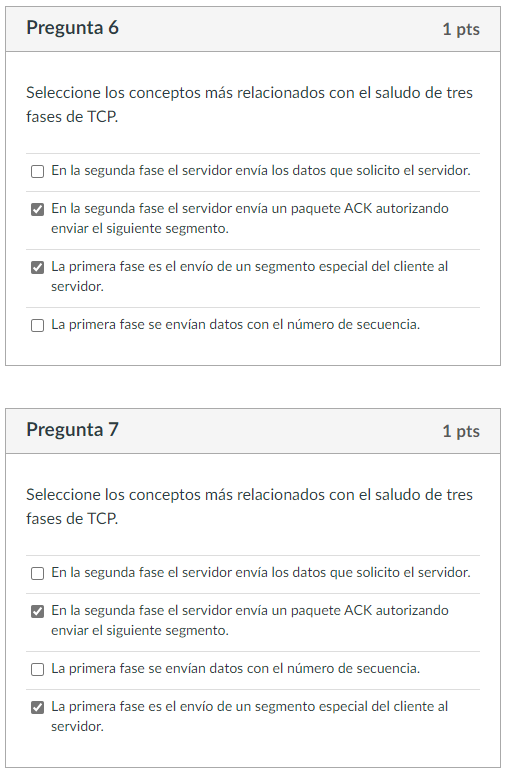 Pregunta 6
1 pts
Seleccione los conceptos más relacionados con el saludo de tres
fases de TCP.
En la segunda fase el servidor envía los datos que solicito el servidor.
En la segunda fase el servidor envía un paquete ACK autorizando
enviar el siguiente segmento.
La primera fase es el envío de un segmento especial del cliente al
servidor.
La primera fase se envían datos con el número de secuencia.
Pregunta 7
1 pts
Seleccione los conceptos más relacionados con el saludo de tres
fases de TCP.
En la segunda fase el servidor envía los datos que solicito el servidor.
En la segunda fase el servidor envía un paquete ACK autorizando
enviar el siguiente segmento.
La primera fase se envían datos con el número de secuencia.
La primera fase es el envío de un segmento especial del cliente al
servidor.